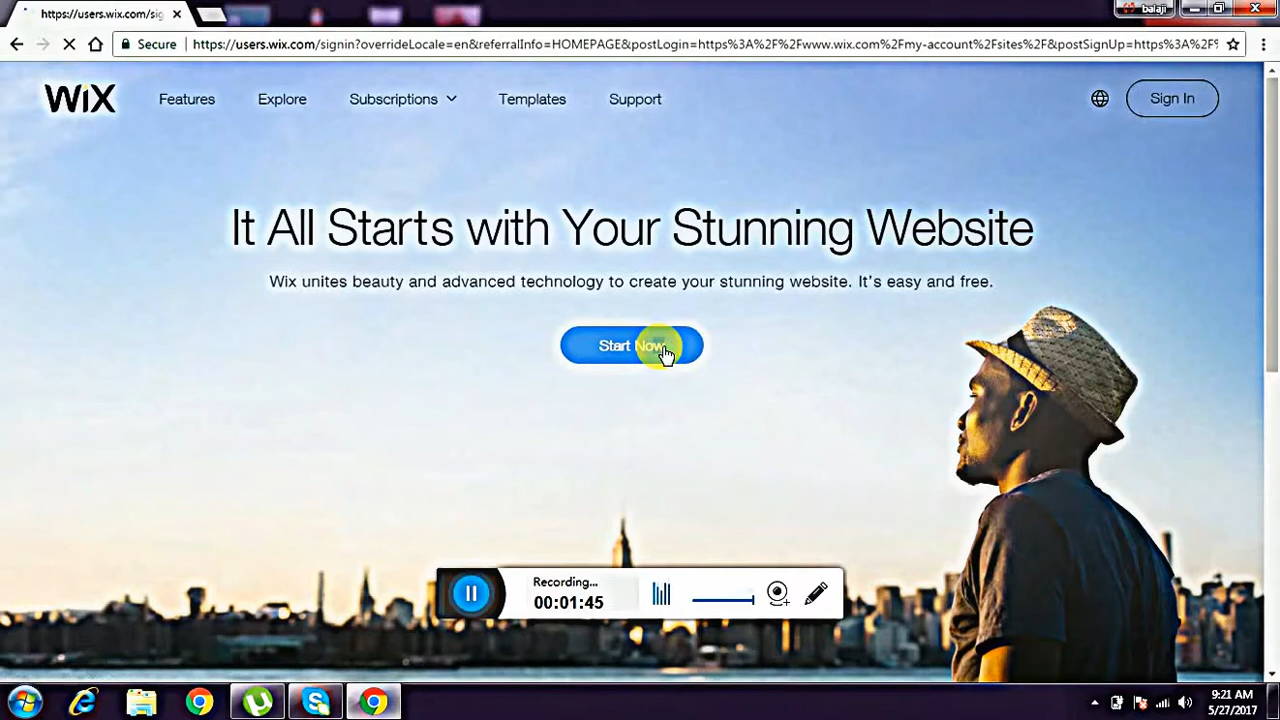 https://users.wix.com/sig
balaji
Secure
https://users.wix.com/signin?overrideLocale=en&referralInfo=HOMEPAGE&postLogin=https%3A%2F%2Fwww.wix.com%2Fmy-account%2Fsites%2F&postSignUp=https%3A%2F%
WiX
Features
Explore
Subscriptions
Templates
Support
Sign In
It All Starts with Your Stunning Website
Wix unites beauty and advanced technology to create your stunning website. It's easy and free.
Start Now
Recording...
00:01:45
9:21 AM
5/27/2017